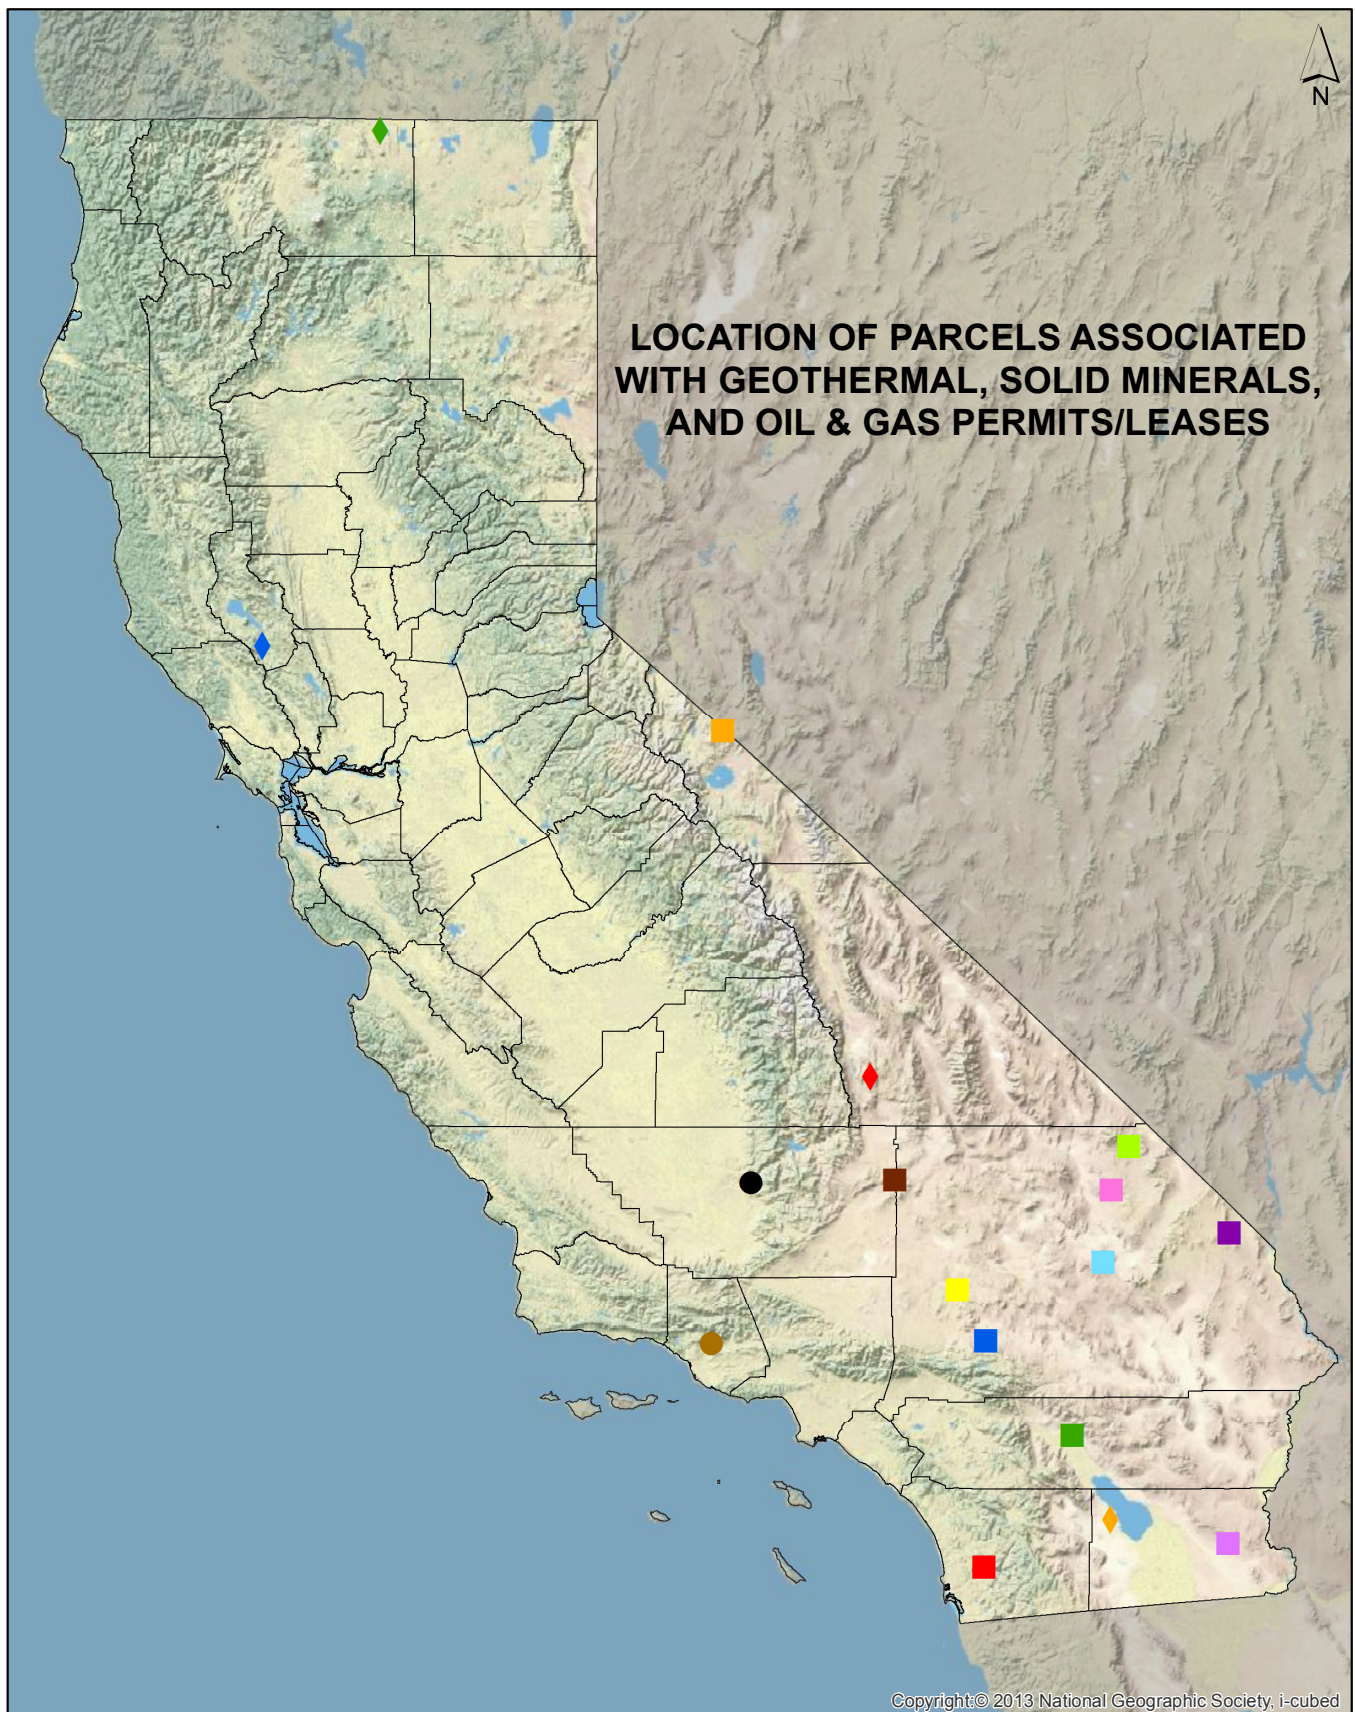 N
LOCATION OF PARCELS ASSOCIATED
WITH GEOTHERMAL, SOLID MINERALS,
AND OIL & GAS PERMITS/LEASES
Copyright:© 2013 National Geographic Society, i-cubed